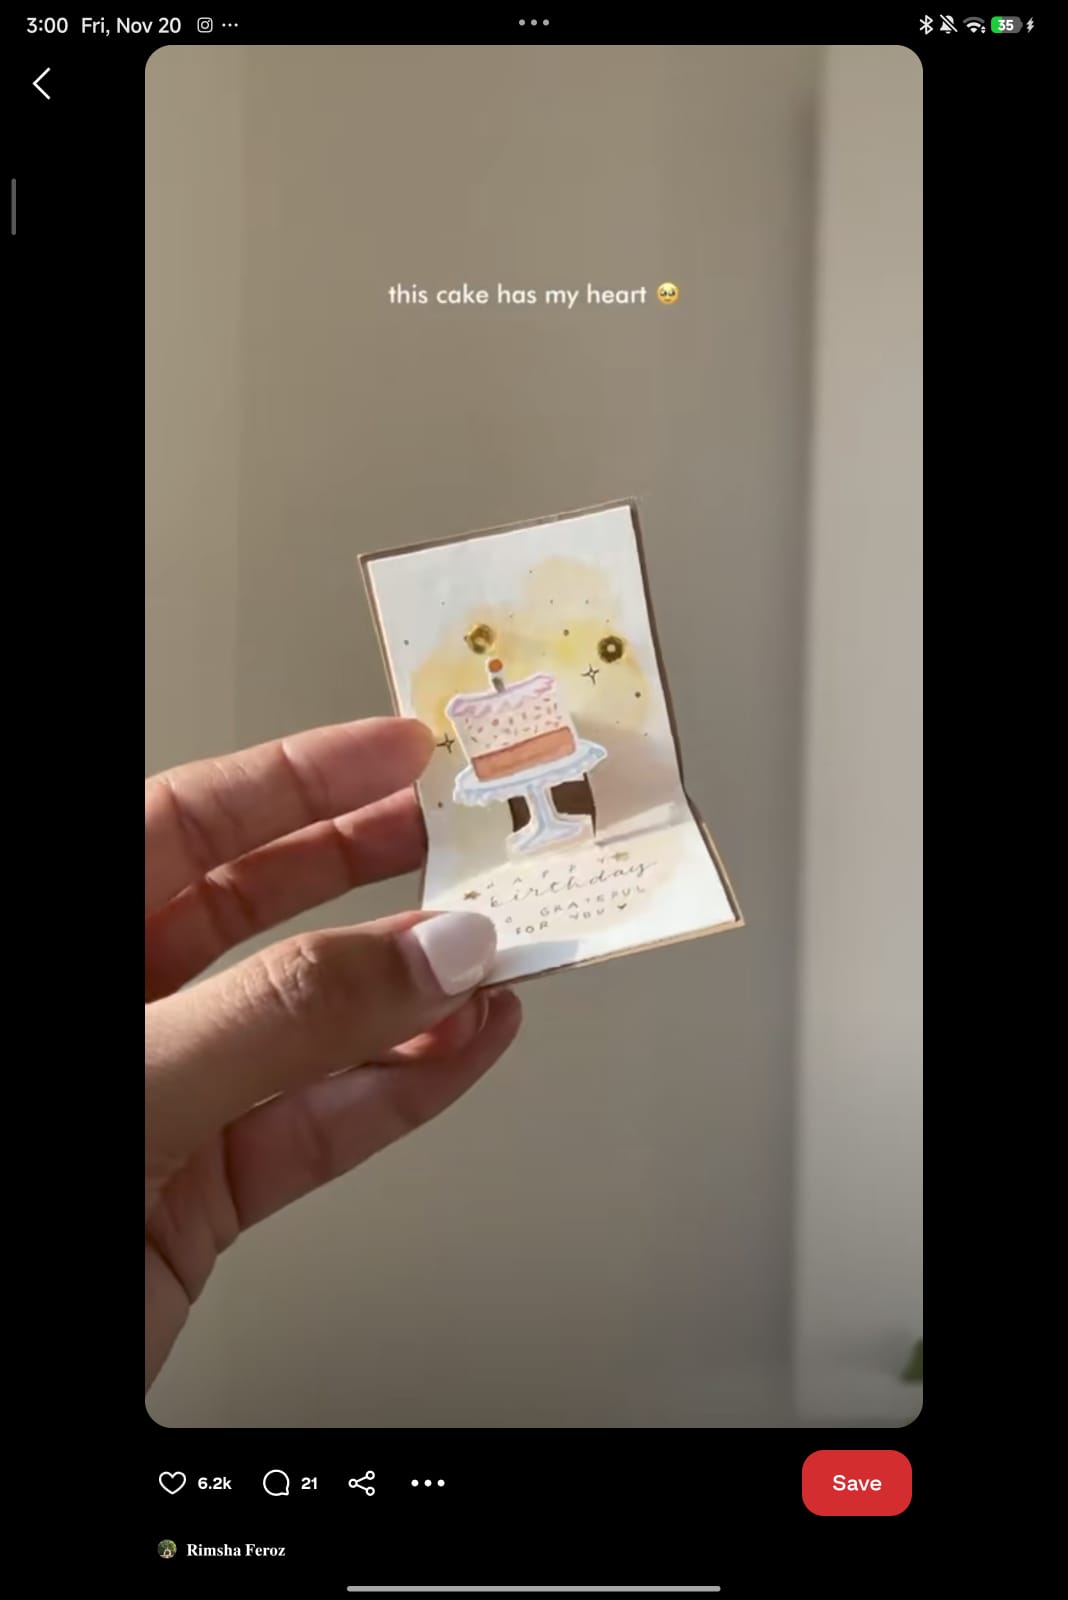 3:00 Fri, Nov 20
35
this cake has my heart 🥹
HAPPY
birthday
GRATEFUL
FOR YOU
6.2k
21
Save
Rimsha Feroz